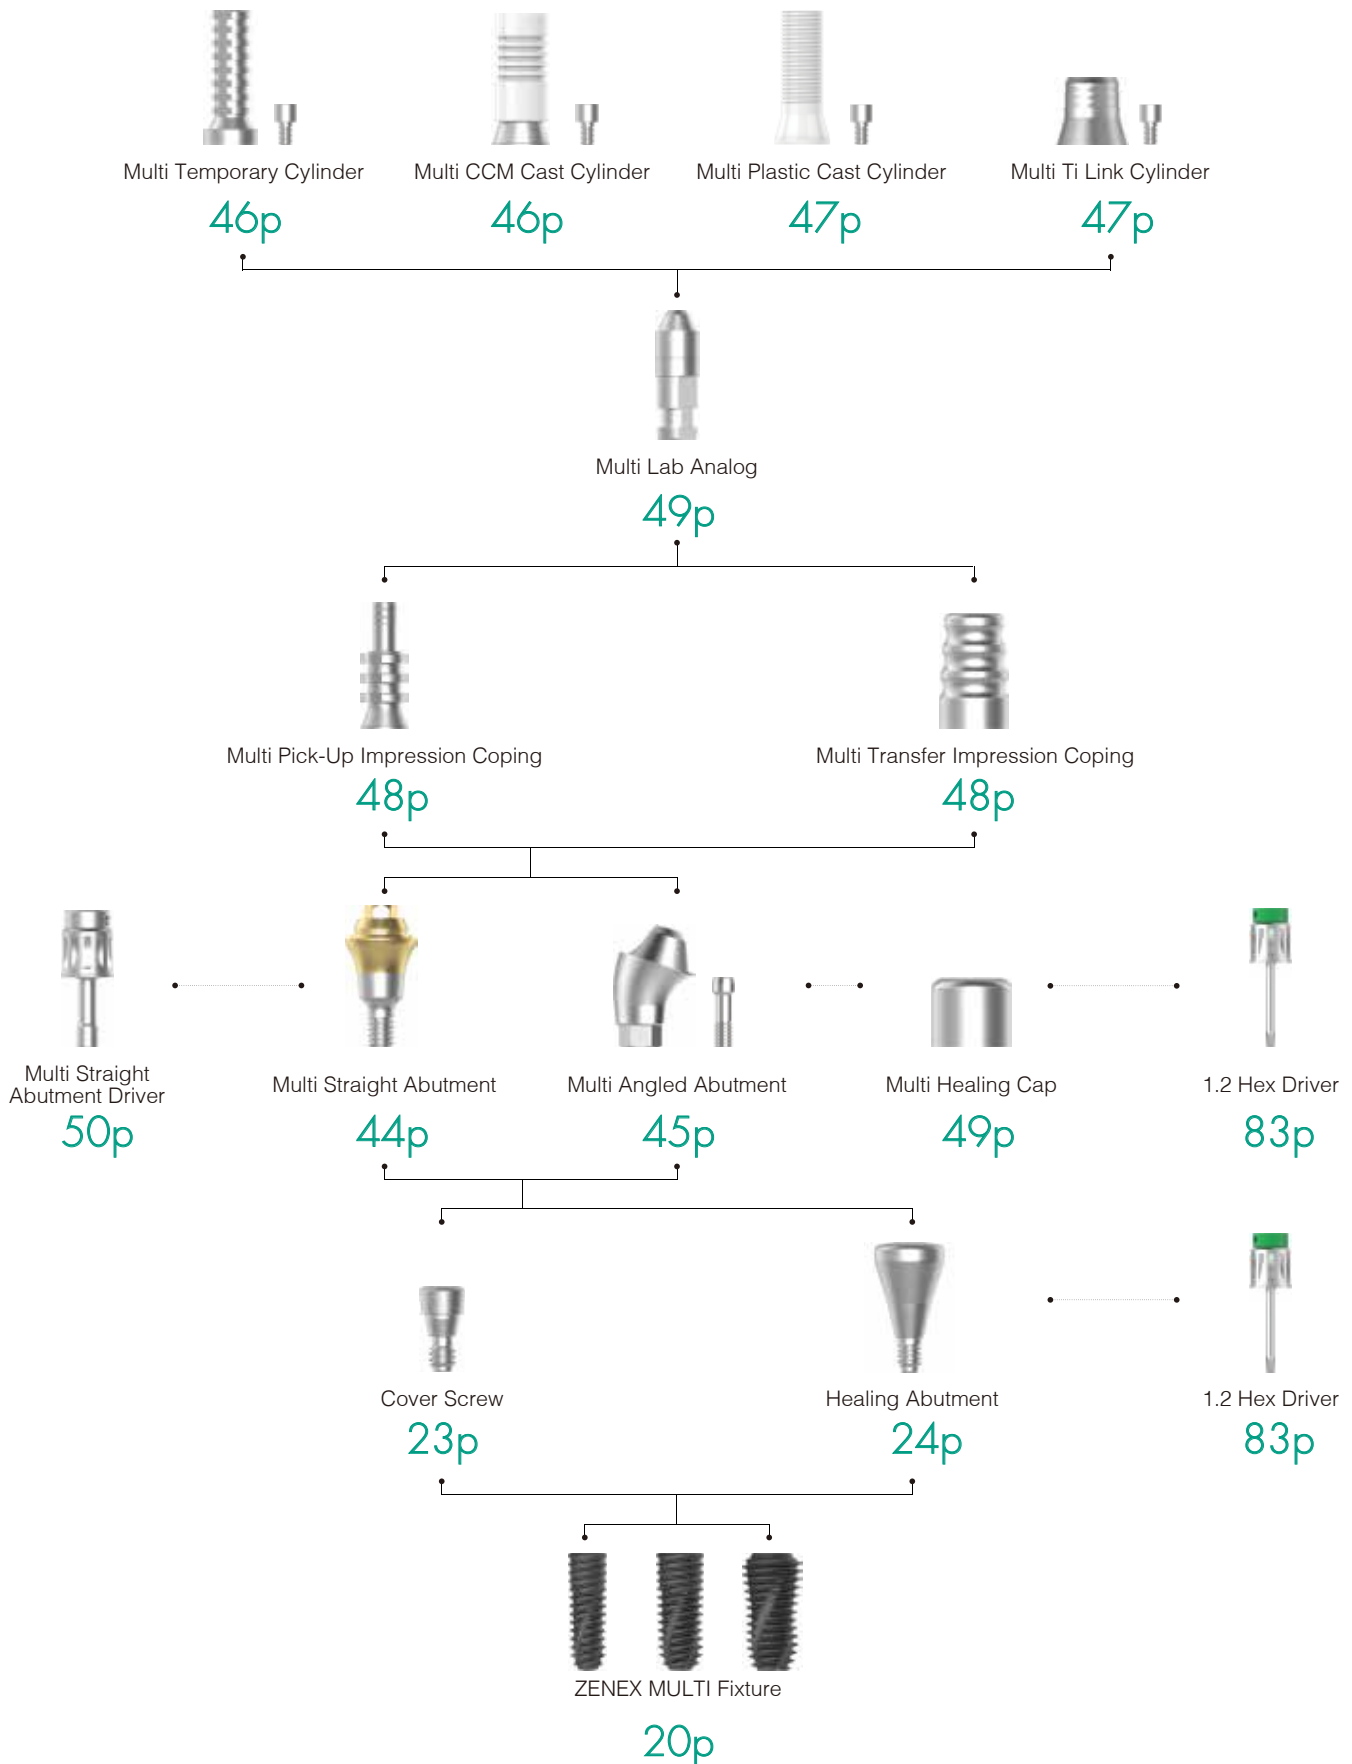 Multi Temporary Cylinder
46p
Multi CCM Cast Cylinder
46p
Multi Plastic Cast Cylinder
47p
Multi Ti Link Cylinder
47p
Multi Lab Analog
49p
Multi Pick-Up Impression Coping
48p
Multi Transfer Impression Coping
48p
Multi Straight
Abutment Driver
50p
Multi Straight Abutment
44p
Multi Angled Abutment
45p
Multi Healing Cap
49p
1.2 Hex Driver
83p
Cover Screw
23p
Healing Abutment
24p
1.2 Hex Driver
83p
ZENEX MULTI Fixture
20p